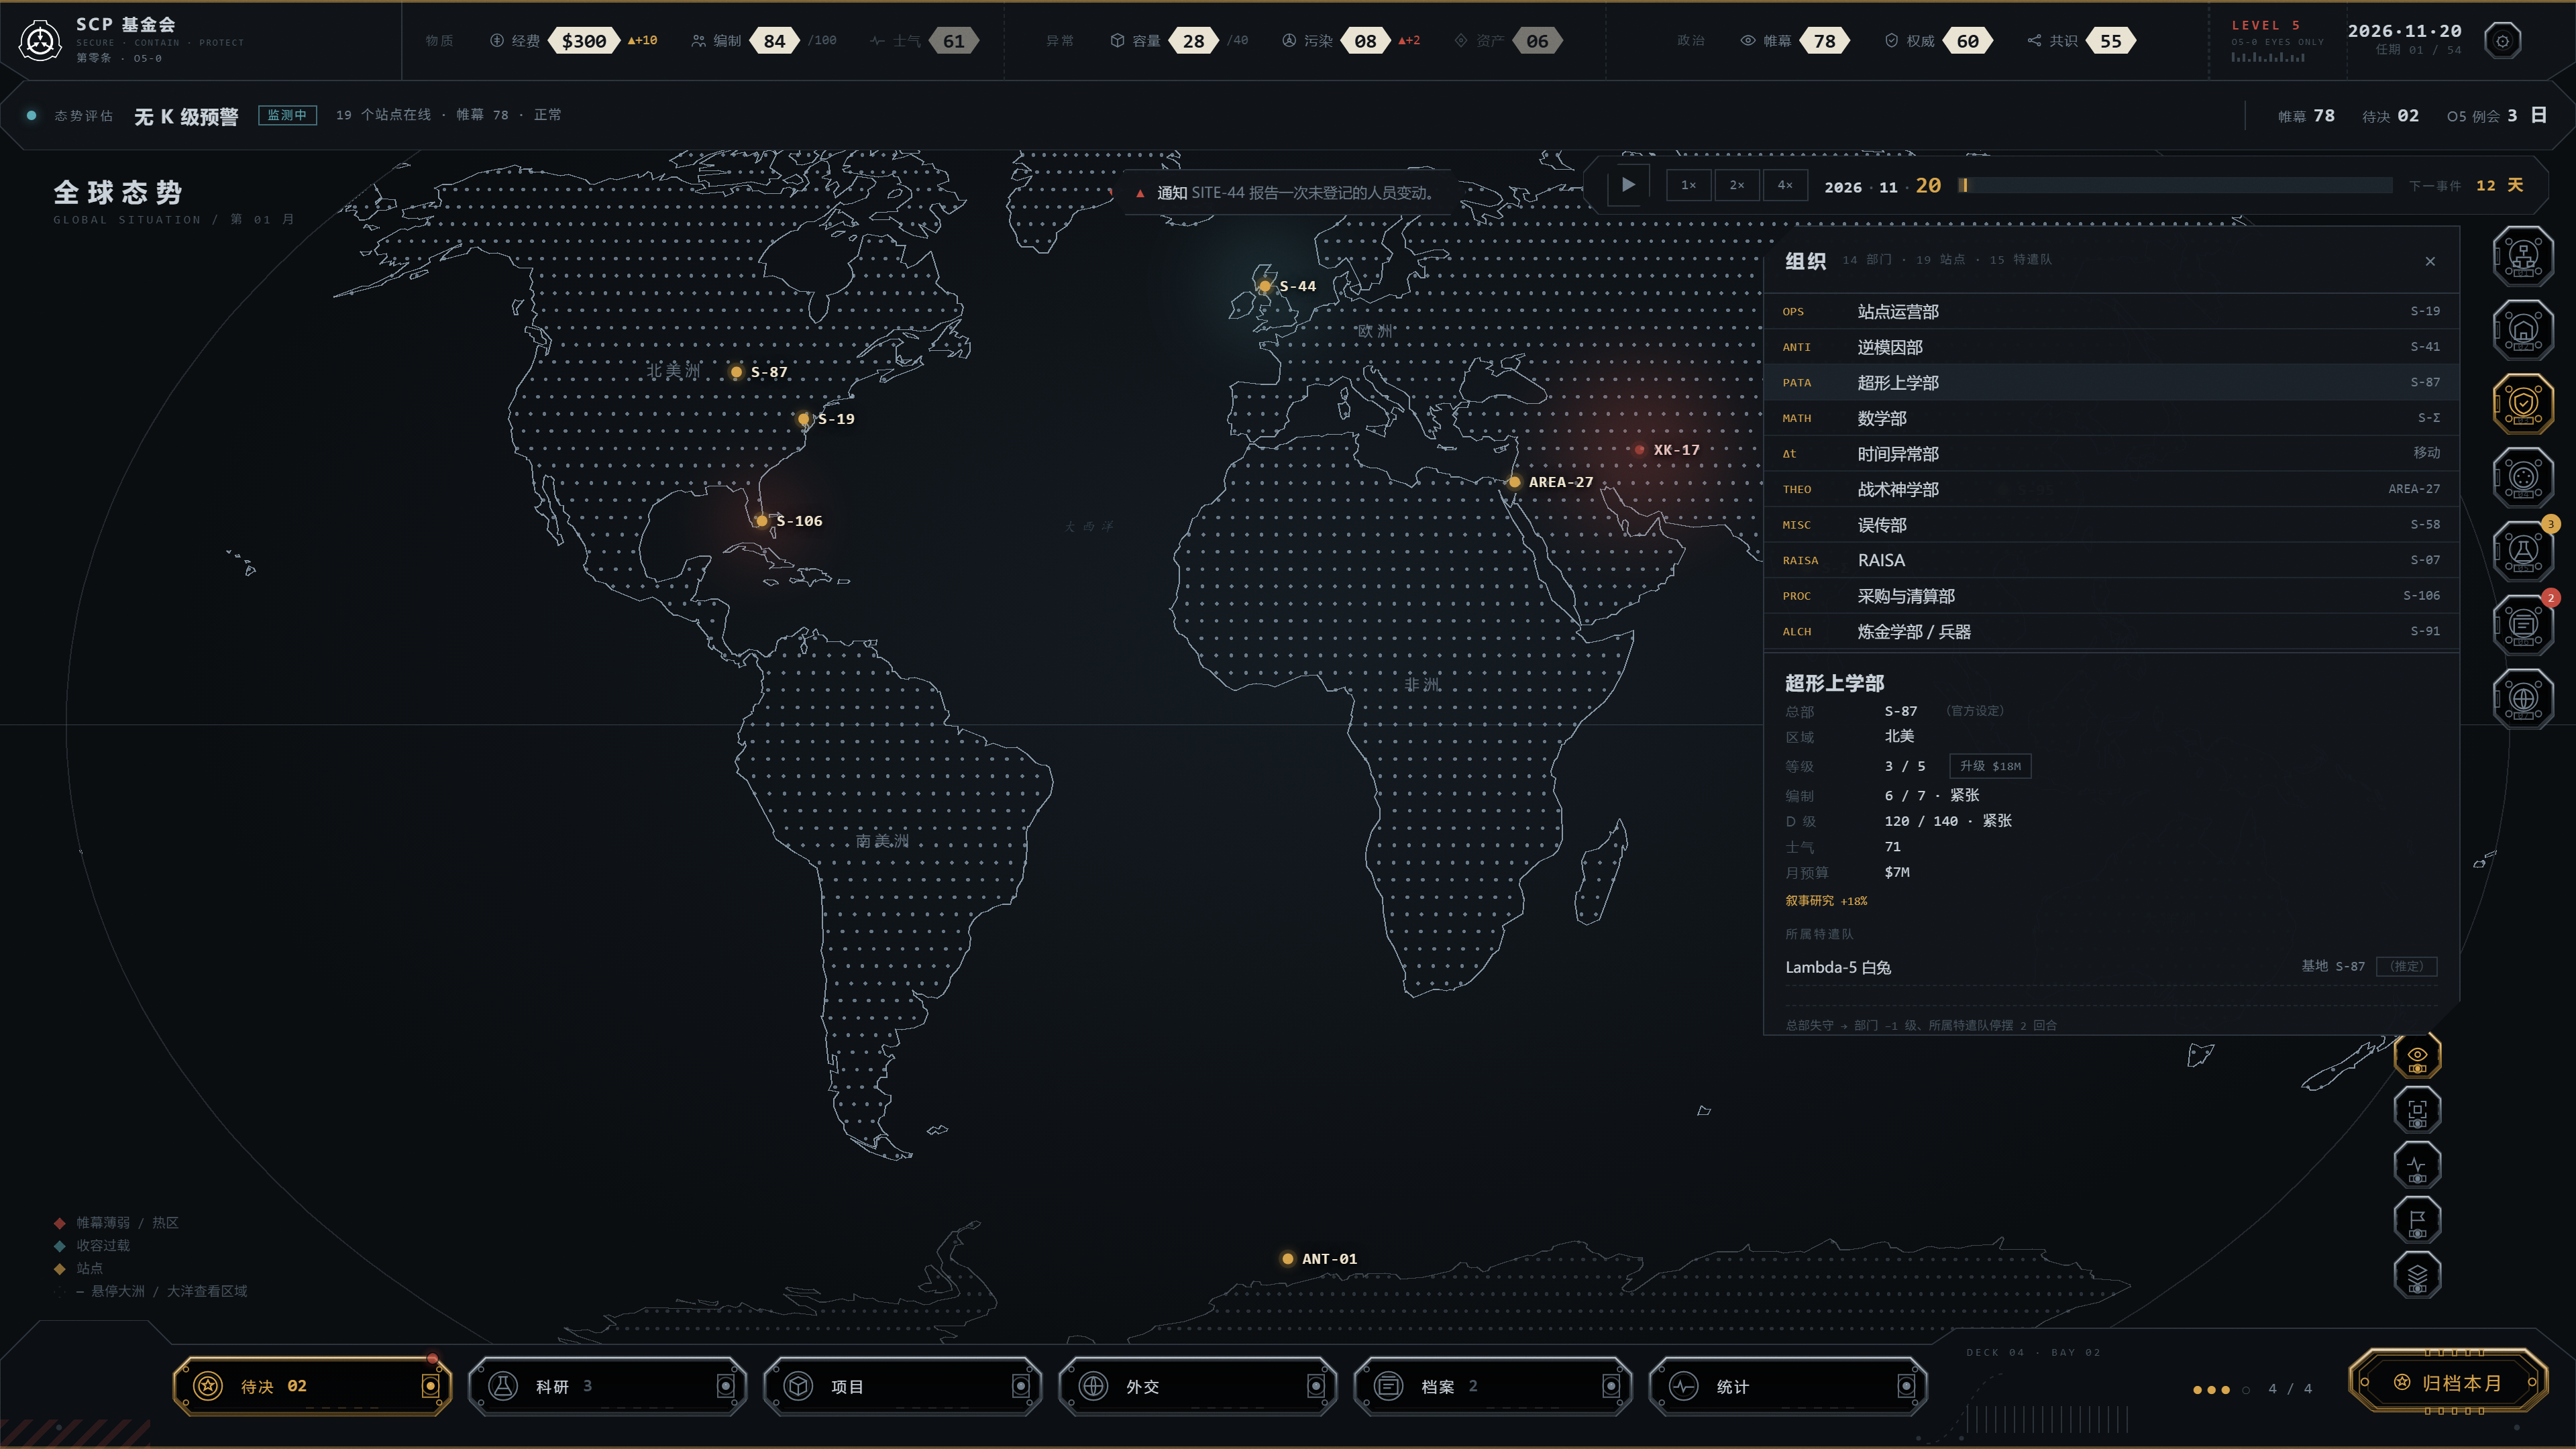 SCP 基金会
SECURE · CONTAIN · PROTECT
第零条 · O5-0
物质 经费 $300 ▲+10 编制 84 /100 士气 61
异常 容量 28 /40 污染 08 ▲+2 资产 06
政治 帷幕 78 权威 60 共识 55
LEVEL 5
O5-0 EYES ONLY
2026·11·20
任期 01 / 54
态势评估 无 K 级预警 监测中 19 个站点在线 · 帷幕 78 · 正常
帷幕 78 待决 02 O5 例会 3 日
全球态势
GLOBAL SITUATION / 第 01 月
▲ 通知 SITE-44 报告一次未登记的人员变动。
1× 2× 4× 2026 · 11 · 20 下一事件 12 天
S-44
欧洲
北美洲
S-87
S-19
XK-17
AREA-27
S-106
大西洋
非洲
南美洲
ANT-01
组织 14 部门 · 19 站点 · 15 特遣队 ×
OPS 站点运营部 S-19
ANTI 逆模因部 S-41
PATA 超形上学部 S-87
MATH 数学部 S-Σ
Δt 时间异常部 移动
THEO 战术神学部 AREA-27
MISC 误传部 S-58
RAISA RAISA S-07
PROC 采购与清算部 S-106
ALCH 炼金学部 / 兵器 S-91
超形上学部
总部 S-87 （官方设定）
区域 北美
等级 3 / 5 升级 $18M
编制 6 / 7 · 紧张
D 级 120 / 140 · 紧张
士气 71
月预算 $7M
叙事研究 +18%
所属特遣队
Lambda-5 白兔 基地 S-87 （推定）
总部失守 → 部门 −1 级、所属特遣队停摆 2 回合
3
2
帷幕薄弱 / 热区
收容过载
站点
— 悬停大洲 / 大洋查看区域
待决 02
科研 3
项目
外交
档案 2
统计
DECK 04 · BAY 02
4 / 4
归档本月